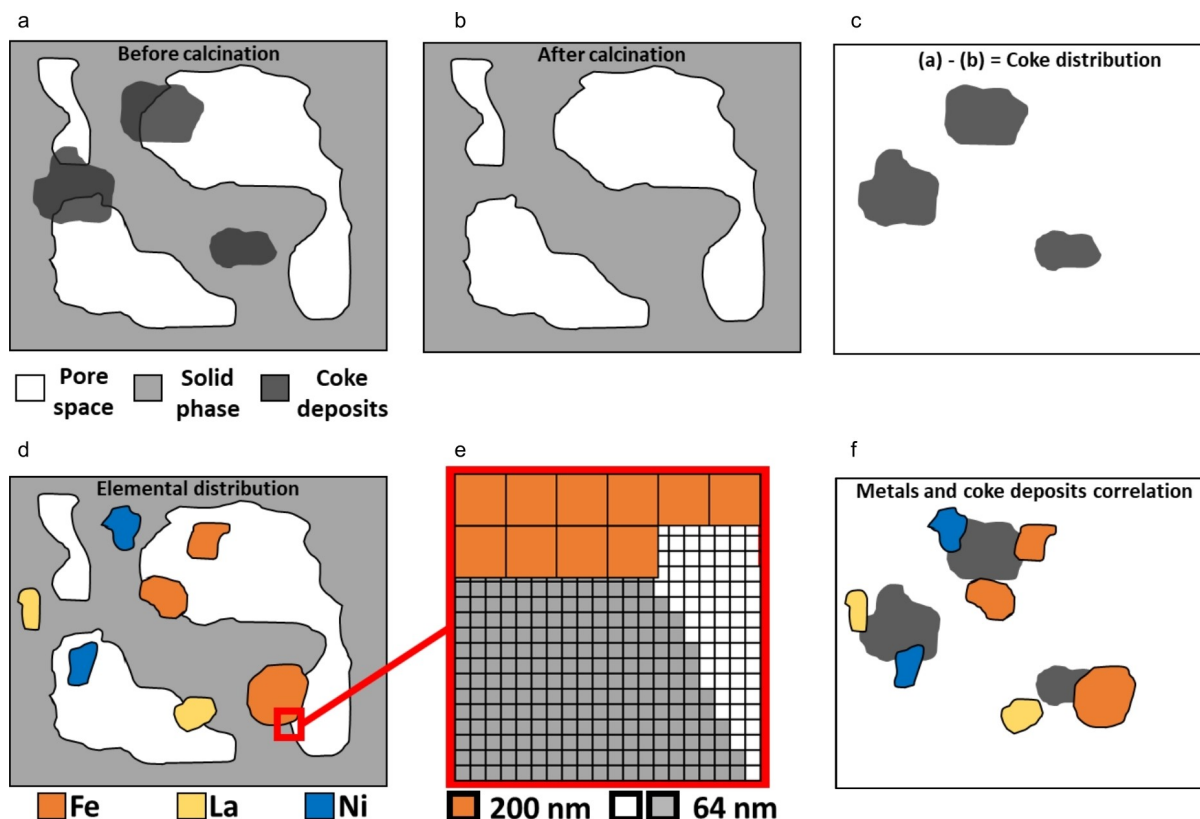 a
b
c
Before calcination
After calcination
(a) - (b) = Coke distribution
Pore space
Solid phase
Coke deposits
d
e
f
Elemental distribution
Metals and coke deposits correlation
Fe
La
Ni
200 nm
64 nm